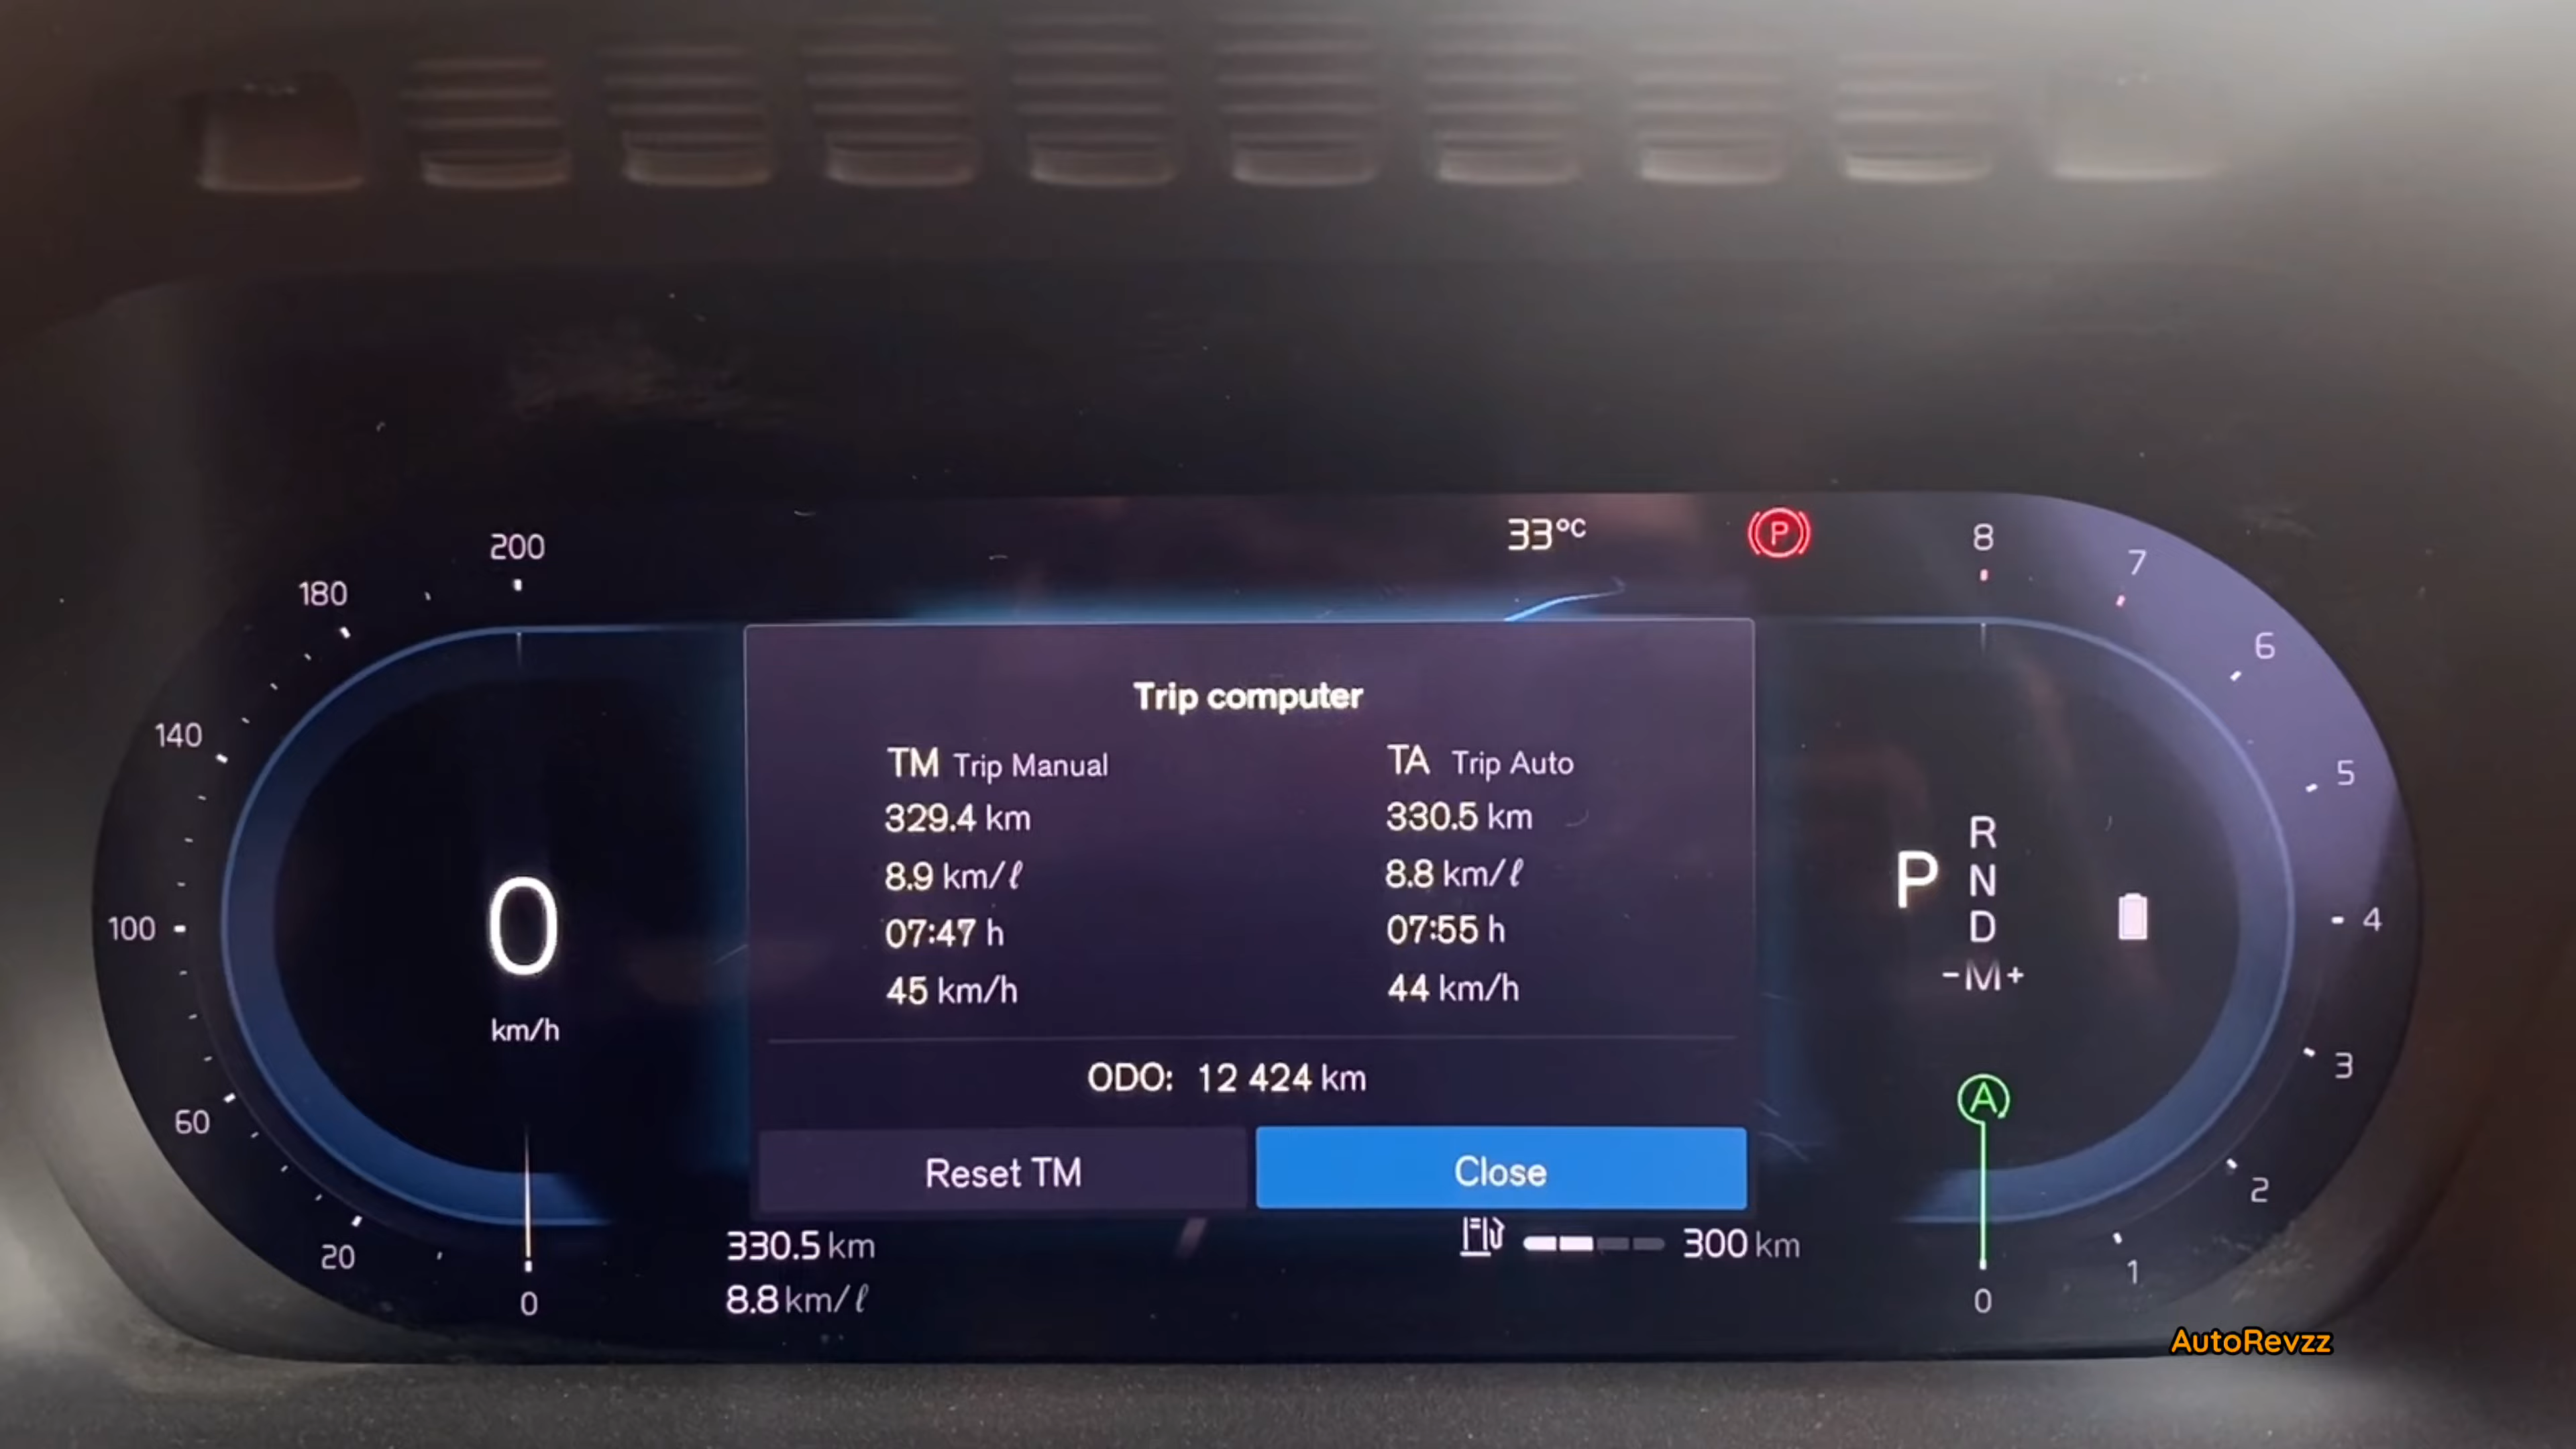 200
180
140
100
60
20
0
0
km/h
33°C
P
Trip computer
TM Trip Manual
329.4 km
8.9 km/ℓ
07:47 h
45 km/h
TA Trip Auto
330.5 km
8.8 km/ℓ
07:55 h
44 km/h
ODO: 12 424 km
Reset TM
Close
330.5 km
8.8 km/ℓ
300 km
8
7
6
5
4
3
2
1
0
P
R
N
D
-M+
A
AutoRevzz